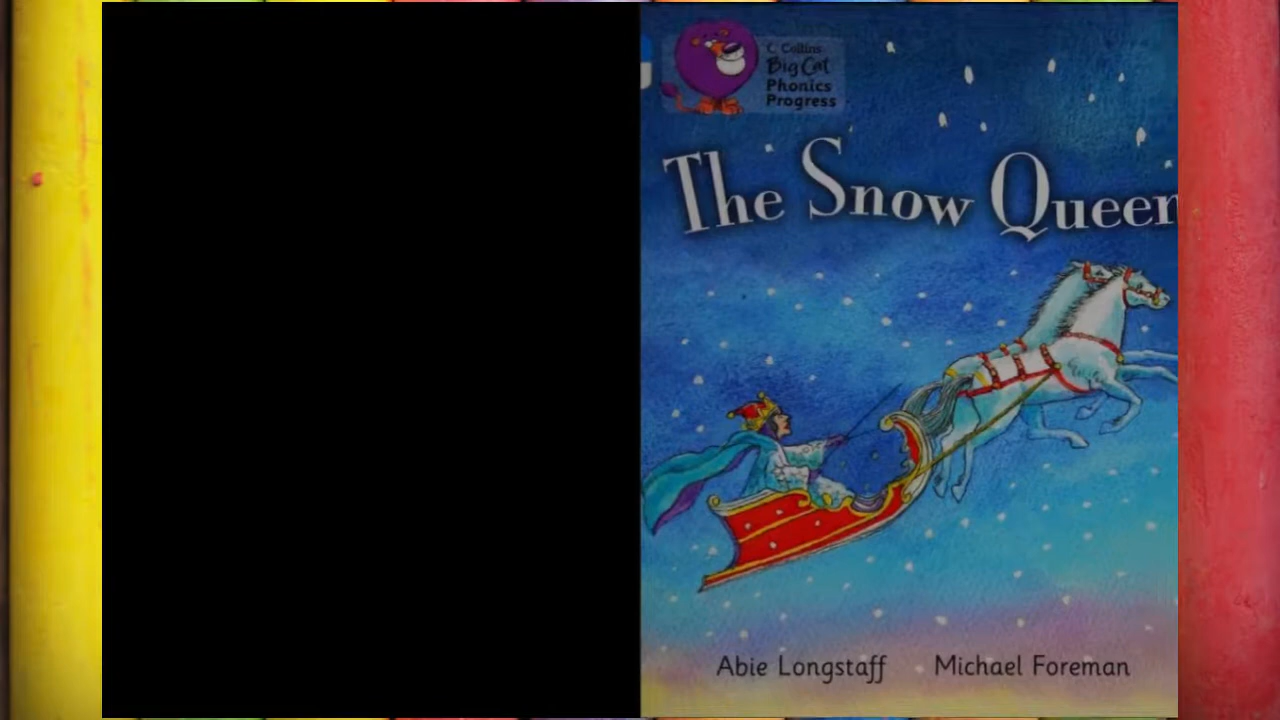 Collins
Big Cat
Phonics
Progress
The Snow Queen
Abie Longstaff Michael Foreman